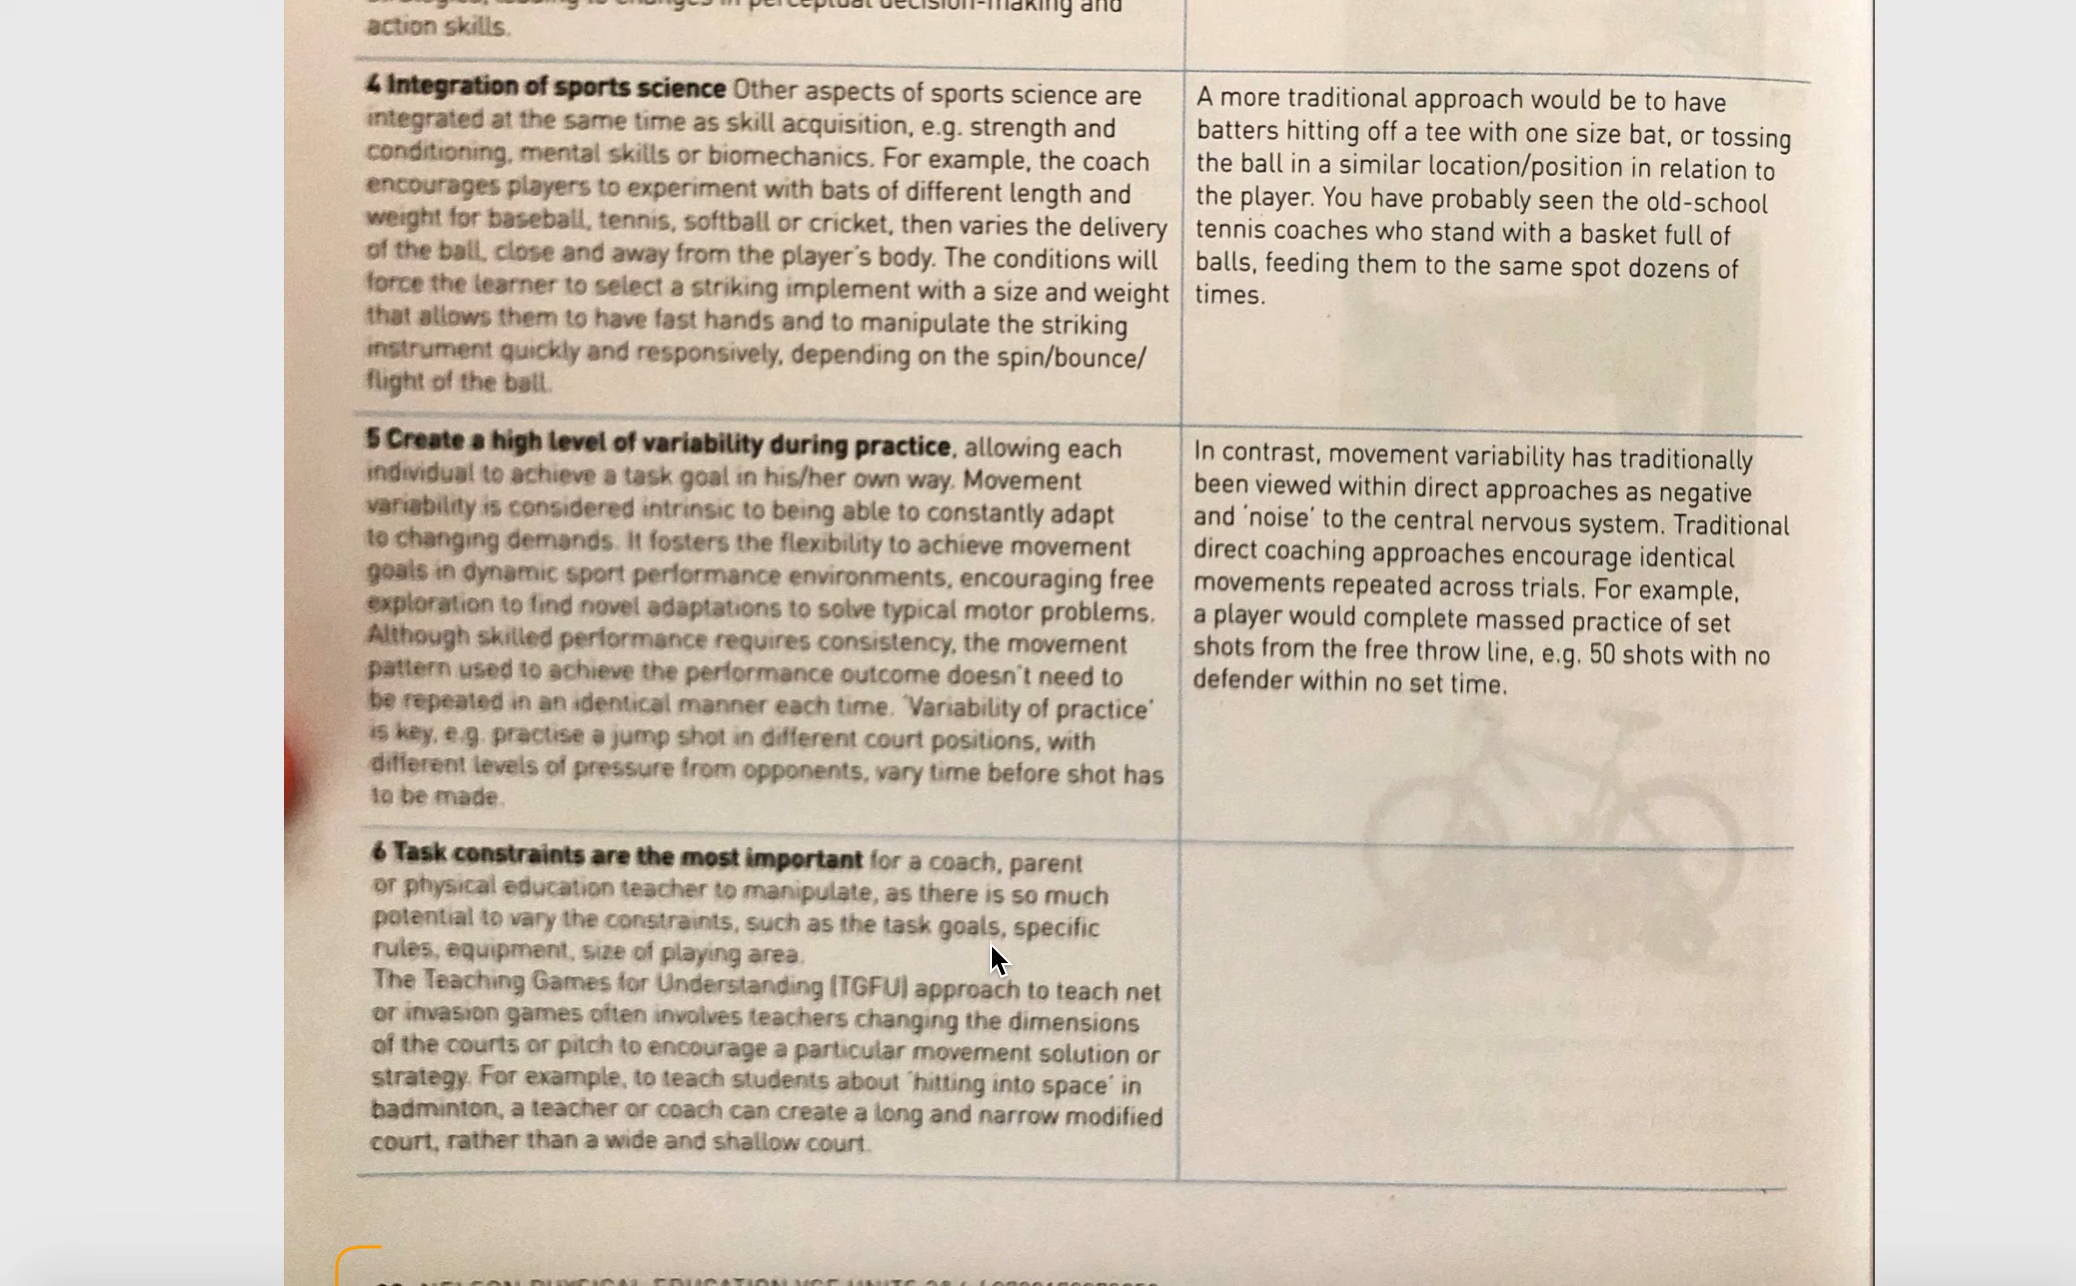 action skills.
4 Integration of sports science Other aspects of sports science are
integrated at the same time as skill acquisition, e.g. strength and
conditioning, mental skills or biomechanics. For example, the coach
encourages players to experiment with bats of different length and
weight for baseball, tennis, softball or cricket, then varies the delivery
of the ball, close and away from the player's body. The conditions will
force the learner to select a striking implement with a size and weight
that allows them to have fast hands and to manipulate the striking
instrument quickly and responsively, depending on the spin/bounce/
flight of the ball.
A more traditional approach would be to have
batters hitting off a tee with one size bat, or tossing
the ball in a similar location/position in relation to
the player. You have probably seen the old-school
tennis coaches who stand with a basket full of
balls, feeding them to the same spot dozens of
times.
5 Create a high level of variability during practice, allowing each
individual to achieve a task goal in his/her own way. Movement
variability is considered intrinsic to being able to constantly adapt
to changing demands. It fosters the flexibility to achieve movement
goals in dynamic sport performance environments, encouraging free
exploration to find novel adaptations to solve typical motor problems.
Although skilled performance requires consistency, the movement
pattern used to achieve the performance outcome doesn't need to
be repeated in an identical manner each time. 'Variability of practice'
is key, e.g. practise a jump shot in different court positions, with
different levels of pressure from opponents, vary time before shot has
to be made.
In contrast, movement variability has traditionally
been viewed within direct approaches as negative
and 'noise' to the central nervous system. Traditional
direct coaching approaches encourage identical
movements repeated across trials. For example,
a player would complete massed practice of set
shots from the free throw line, e.g. 50 shots with no
defender within no set time.
6 Task constraints are the most important for a coach, parent
or physical education teacher to manipulate, as there is so much
potential to vary the constraints, such as the task goals, specific
rules, equipment, size of playing area.
The Teaching Games for Understanding (TGFU) approach to teach net
or invasion games often involves teachers changing the dimensions
of the courts or pitch to encourage a particular movement solution or
strategy. For example, to teach students about 'hitting into space' in
badminton, a teacher or coach can create a long and narrow modified
court, rather than a wide and shallow court.